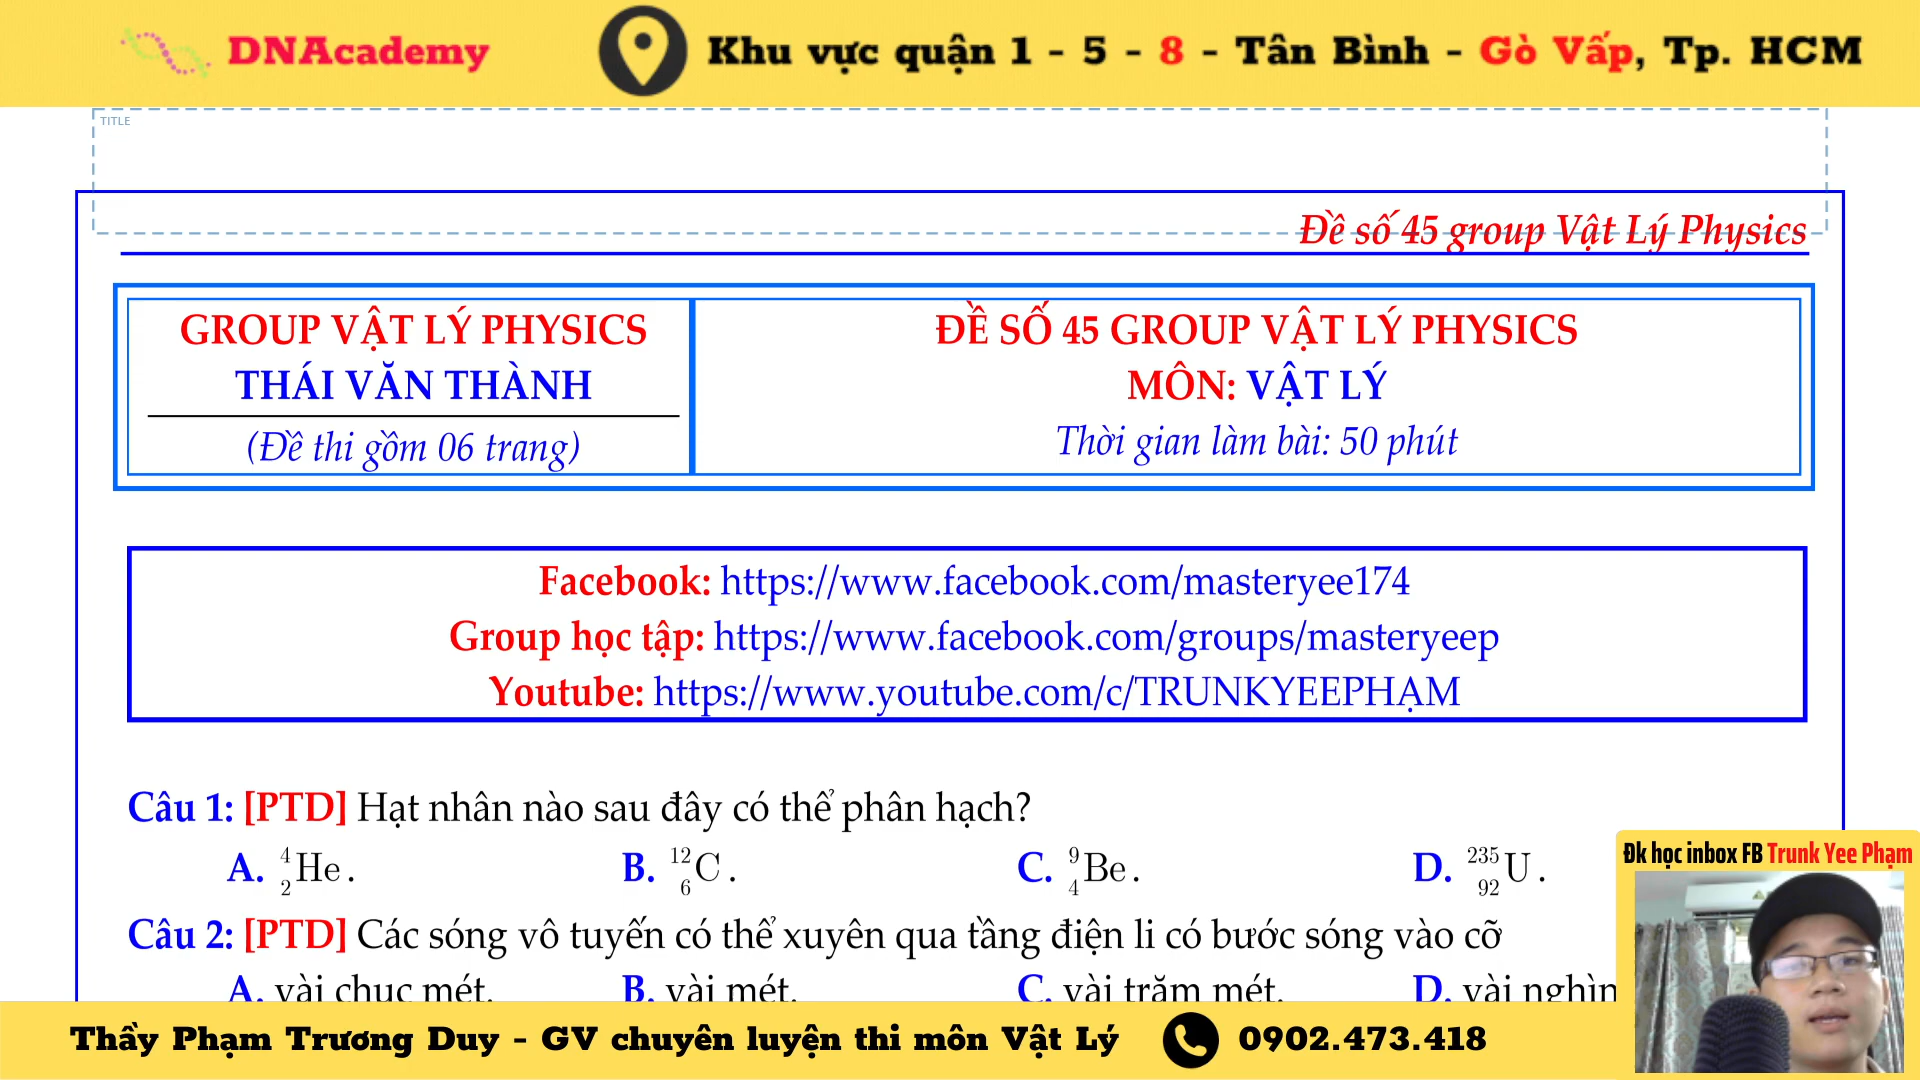 DNAcademy
Khu vực quận 1 - 5 - 8 - Tân Bình - Gò Vấp, Tp. HCM
TITLE
Đề số 45 group Vật Lý Physics
GROUP VẬT LÝ PHYSICS
THÁI VĂN THÀNH
(Đề thi gồm 06 trang)
ĐỀ SỐ 45 GROUP VẬT LÝ PHYSICS
MÔN: VẬT LÝ
Thời gian làm bài: 50 phút
Facebook: https://www.facebook.com/masteryee174
Group học tập: https://www.facebook.com/groups/masteryeep
Youtube: https://www.youtube.com/c/TRUNKYEEPHẠM
Câu 1: [PTD] Hạt nhân nào sau đây có thể phân hạch?
A. ⁴₂He. B. ¹²₆C. C. ⁹₄Be. D. ²³⁵₉₂U.
Câu 2: [PTD] Các sóng vô tuyến có thể xuyên qua tầng điện li có bước sóng vào cỡ
A. vài chục mét. B. vài mét. C. vài trăm mét. D. vài nghìn
Đk học inbox FB Trunk Yee Phạm
Thầy Phạm Trương Duy - GV chuyên luyện thi môn Vật Lý
0902.473.418